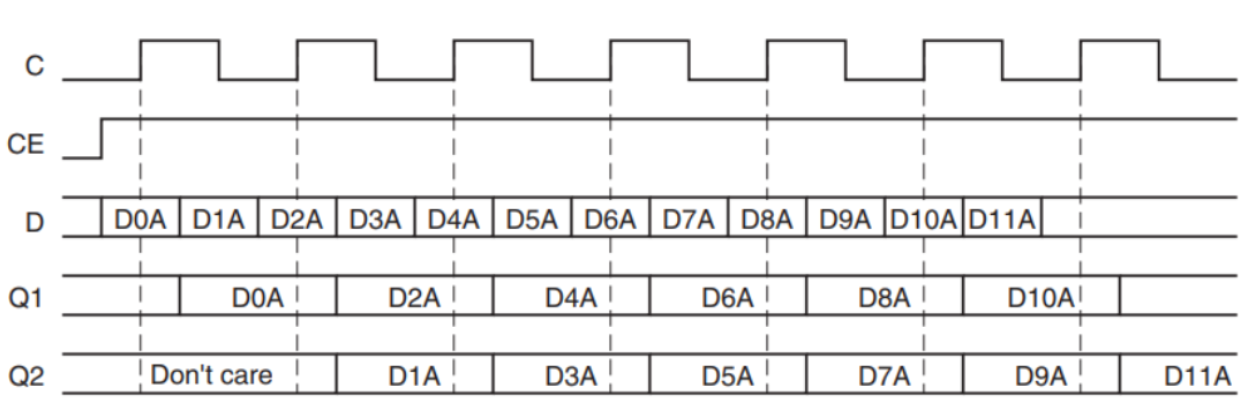 C
CE
D D0A D1A D2A D3A D4A D5A D6A D7A D8A D9A D10A D11A
Q1 D0A D2A D4A D6A D8A D10A
Q2 Don't care D1A D3A D5A D7A D9A D11A